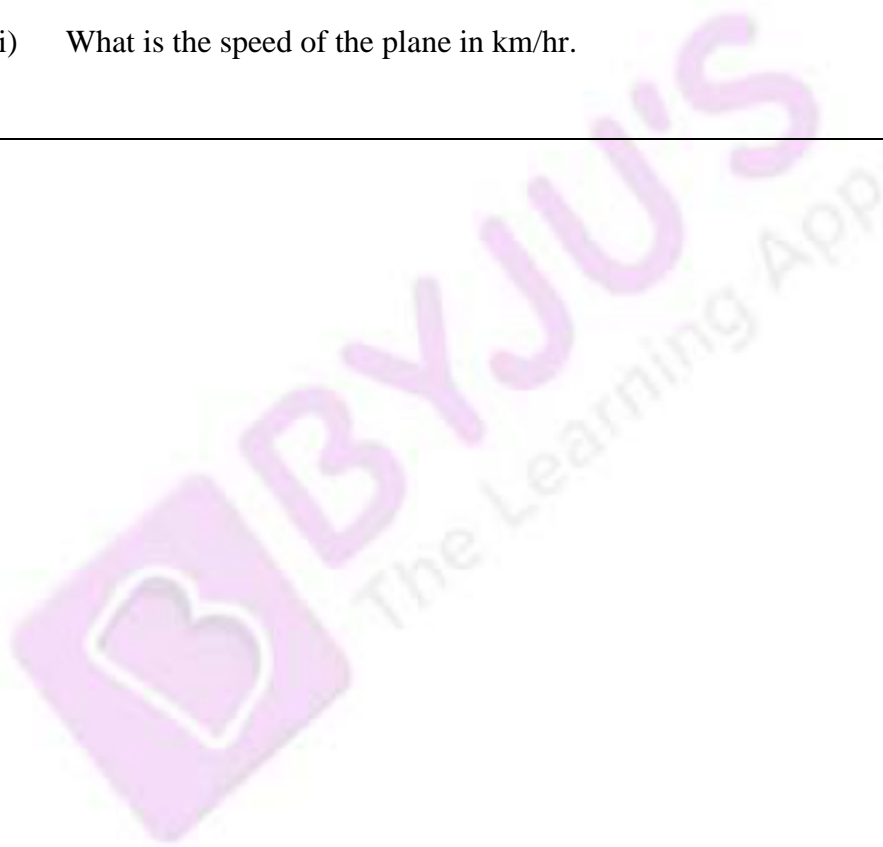 i) What is the speed of the plane in km/hr.
BYJU'S
The Learning App